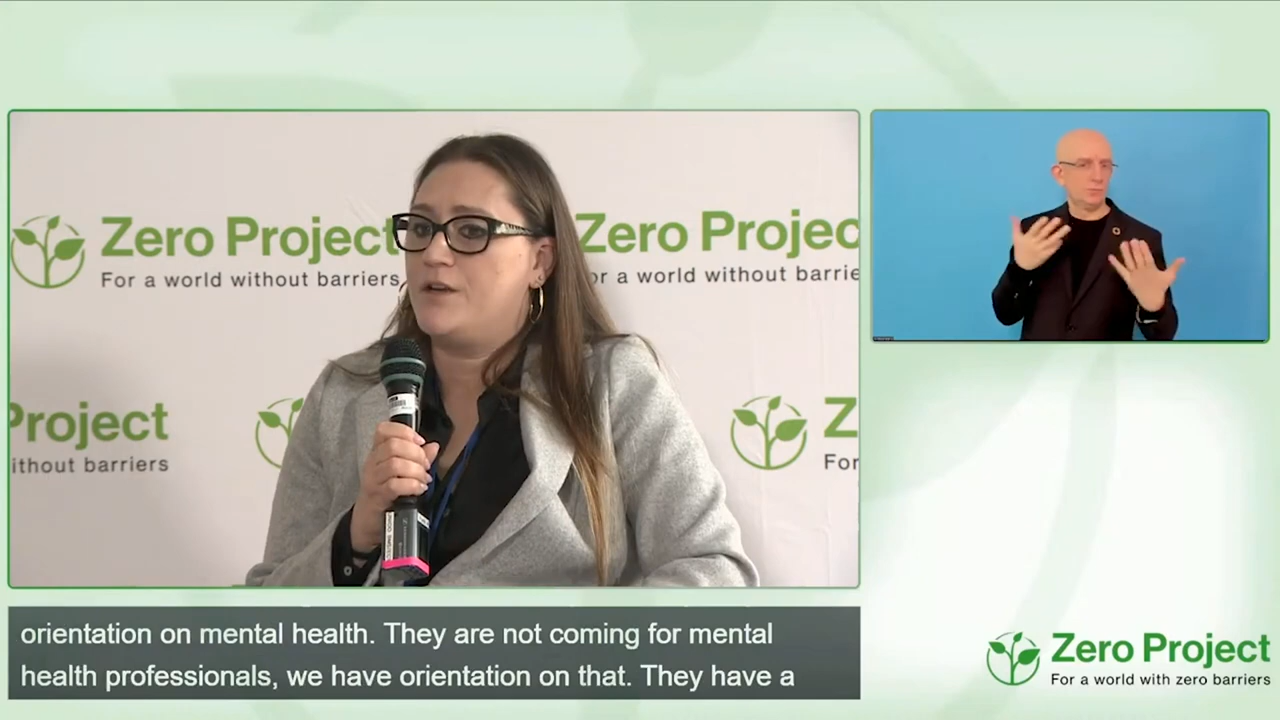 Zero Project
For a world without barriers
Zero Projec
or a world without barrie
Project
ithout barriers
Z
For
orientation on mental health. They are not coming for mental
health professionals, we have orientation on that. They have a
Zero Project
For a world with zero barriers